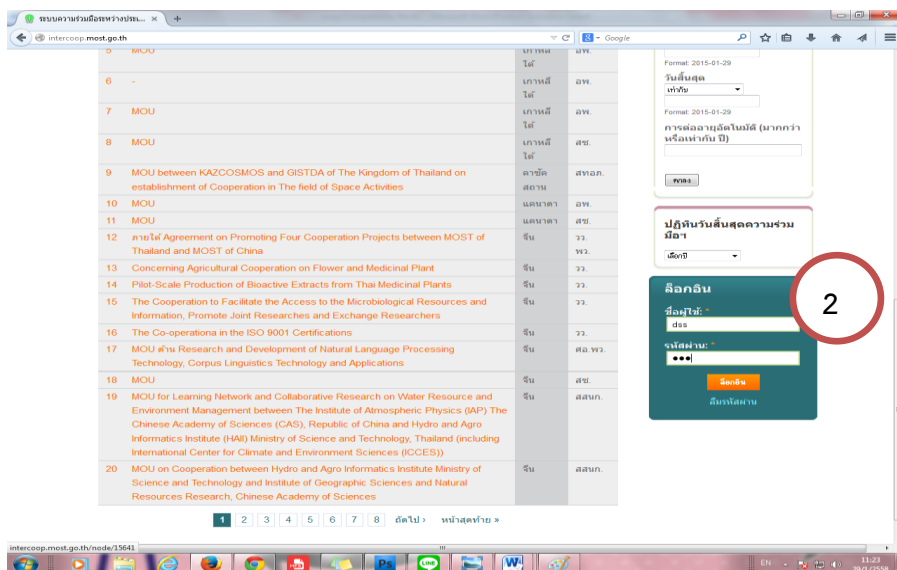 ระบบความร่วมมือระหว่างประเ...
intercoop.most.go.th
Google
5 MOU เกาหลีใต้ อพ.
6 - เกาหลีใต้ อพ.
7 MOU เกาหลีใต้ อพ.
8 MOU เกาหลีใต้ สซ.
9 MOU between KAZCOSMOS and GISTDA of The Kingdom of Thailand on คาซัค สทอภ.
establishment of Cooperation in The field of Space Activities สถาน
10 MOU แคนาดา อพ.
11 MOU แคนาดา สซ.
12 ภายใต้ Agreement on Promoting Four Cooperation Projects between MOST of จีน วว.
Thailand and MOST of China พว.
13 Concerning Agricultural Cooperation on Flower and Medicinal Plant จีน วว.
14 Pilot-Scale Production of Bioactive Extracts from Thai Medicinal Plants จีน วว.
15 The Cooperation to Facilitate the Access to the Microbiological Resources and จีน วว.
Information, Promote Joint Researches and Exchange Researchers
16 The Co-operationa in the ISO 9001 Certifications จีน วว.
17 MOU ด้าน Research and Development of Natural Language Processing จีน ศอ.พว.
Technology, Corpus Linguistics Technology and Applications
18 MOU จีน สซ.
19 MOU for Learning Network and Collaborative Research on Water Resource and จีน สสนก.
Environment Management between The Institute of Atmospheric Physics (IAP) The
Chinese Academy of Sciences (CAS), Republic of China and Hydro and Agro
Informatics Institute (HAII) Ministry of Science and Technology, Thailand (including
International Center for Climate and Environment Sciences (ICCES))
20 MOU on Cooperation between Hydro and Agro Informatics Institute Ministry of จีน สสนก.
Science and Technology and Institute of Geographic Sciences and Natural
Resources Research, Chinese Academy of Sciences
1 2 3 4 5 6 7 8 ถัดไป › หน้าสุดท้าย »
Format: 2015-01-29
วันสิ้นสุด
เท่ากับ
Format: 2015-01-29
การต่ออายุอัตโนมัติ (มากกว่า
หรือเท่ากับ ปี)
ตกลง
ปฏิทินวันสิ้นสุดความร่วม
มือฯ
เลือกปี
ล็อกอิน
ชื่อผู้ใช้: *
dss
รหัสผ่าน: *
ล็อกอิน
ลืมรหัสผ่าน
2
intercoop.most.go.th/node/15641
EN
11:23
29/1/2558